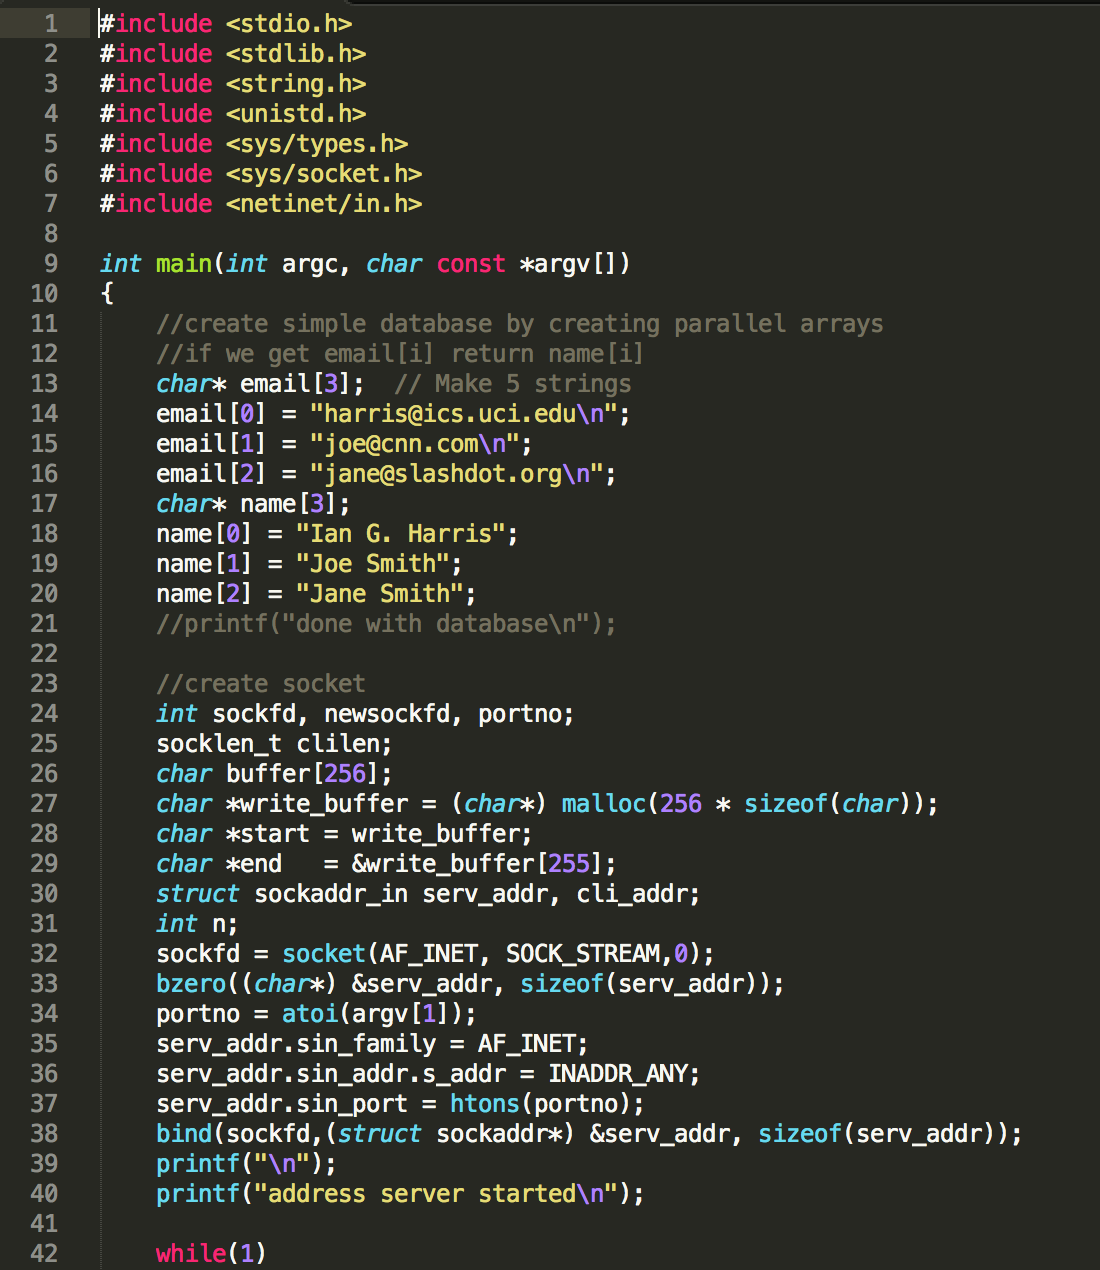 1 #include <stdio.h>
2 #include <stdlib.h>
3 #include <string.h>
4 #include <unistd.h>
5 #include <sys/types.h>
6 #include <sys/socket.h>
7 #include <netinet/in.h>
8
9 int main(int argc, char const *argv[])
10 {
11     //create simple database by creating parallel arrays
12     //if we get email[i] return name[i]
13     char* email[3];  // Make 5 strings
14     email[0] = "harris@ics.uci.edu\n";
15     email[1] = "joe@cnn.com\n";
16     email[2] = "jane@slashdot.org\n";
17     char* name[3];
18     name[0] = "Ian G. Harris";
19     name[1] = "Joe Smith";
20     name[2] = "Jane Smith";
21     //printf("done with database\n");
22
23     //create socket
24     int sockfd, newsockfd, portno;
25     socklen_t clilen;
26     char buffer[256];
27     char *write_buffer = (char*) malloc(256 * sizeof(char));
28     char *start = write_buffer;
29     char *end   = &write_buffer[255];
30     struct sockaddr_in serv_addr, cli_addr;
31     int n;
32     sockfd = socket(AF_INET, SOCK_STREAM,0);
33     bzero((char*) &serv_addr, sizeof(serv_addr));
34     portno = atoi(argv[1]);
35     serv_addr.sin_family = AF_INET;
36     serv_addr.sin_addr.s_addr = INADDR_ANY;
37     serv_addr.sin_port = htons(portno);
38     bind(sockfd,(struct sockaddr*) &serv_addr, sizeof(serv_addr));
39     printf("\n");
40     printf("address server started\n");
41
42     while(1)